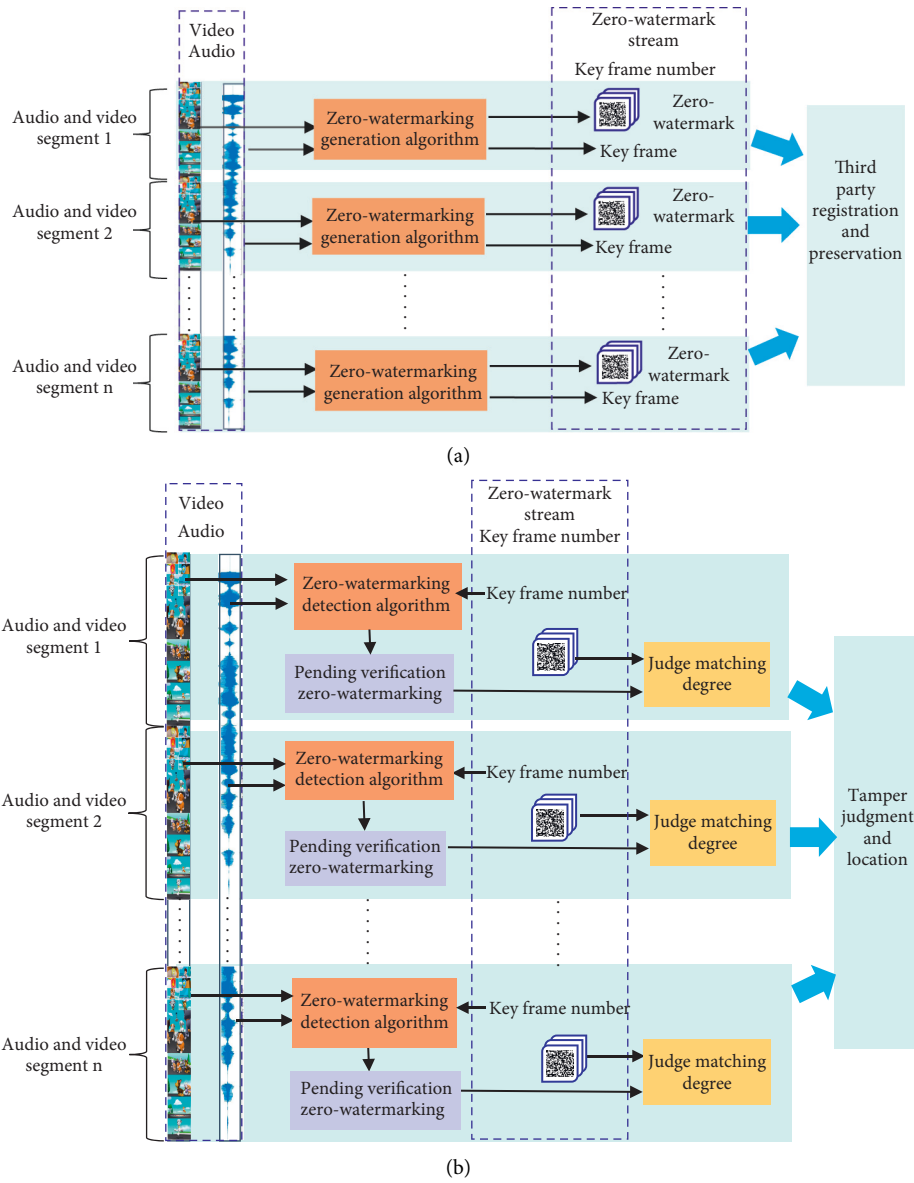 Video
Audio
Zero-watermark
stream
Key frame number
Audio and video
segment 1
Zero-watermarking
generation algorithm
Zero-
watermark
Key frame
Audio and video
segment 2
Zero-watermarking
generation algorithm
Zero-
watermark
Key frame
Audio and video
segment n
Zero-watermarking
generation algorithm
Zero-
watermark
Key frame
Third
party
registration
and
preservation
(a)
Video
Audio
Zero-watermark
stream
Key frame number
Audio and video
segment 1
Zero-watermarking
detection algorithm
Key frame number
Pending verification
zero-watermarking
Judge matching
degree
Audio and video
segment 2
Zero-watermarking
detection algorithm
Key frame number
Pending verification
zero-watermarking
Judge matching
degree
Audio and video
segment n
Zero-watermarking
detection algorithm
Key frame number
Pending verification
zero-watermarking
Judge matching
degree
Tamper
judgment
and
location
(b)